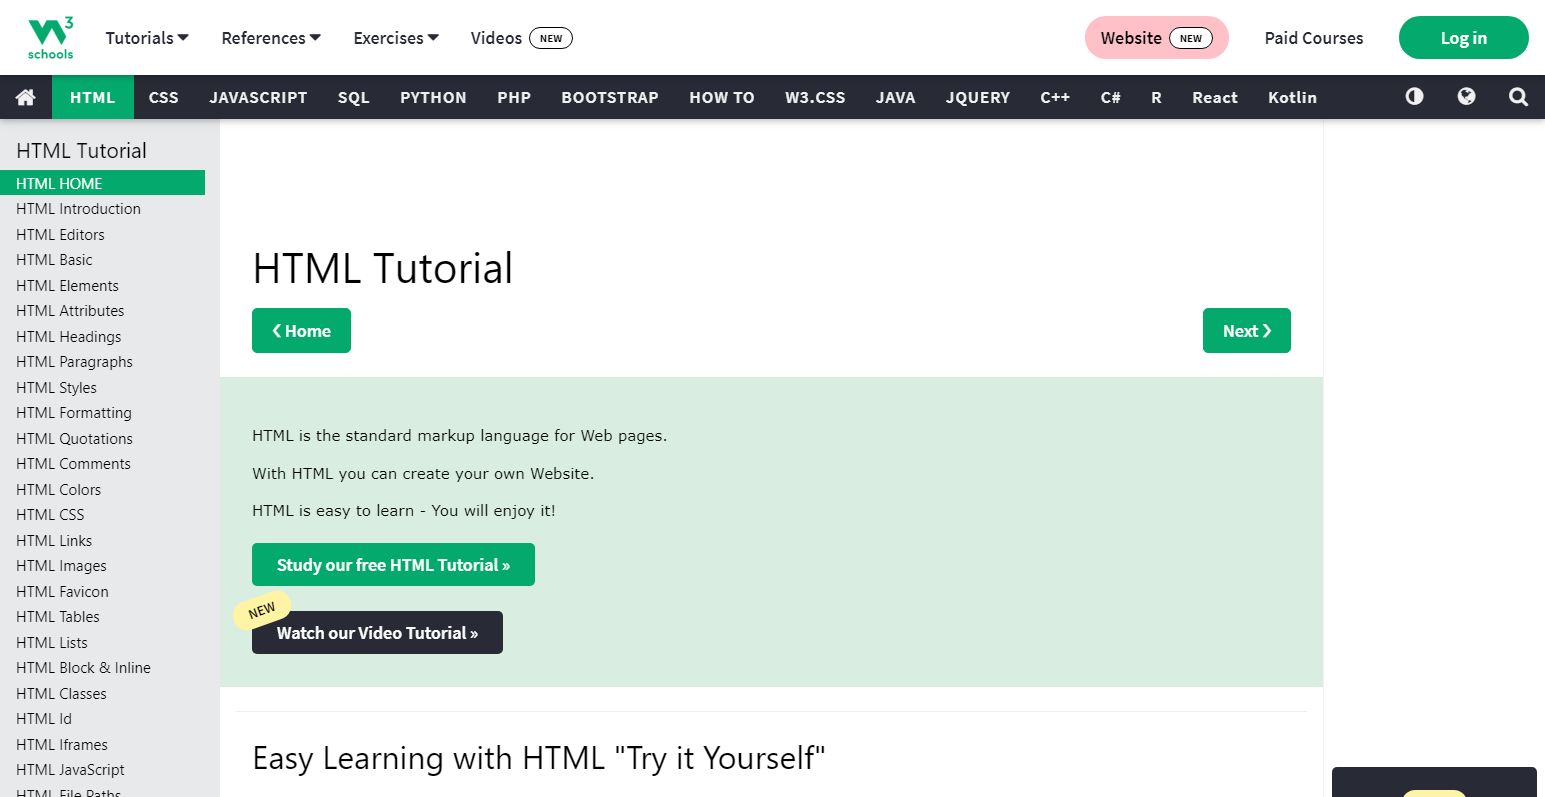 W3 schools
Tutorials References Exercises Videos NEW Website NEW Paid Courses Log in
HTML CSS JAVASCRIPT SQL PYTHON PHP BOOTSTRAP HOW TO W3.CSS JAVA JQUERY C++ C# R React Kotlin
HTML Tutorial
HTML HOME
HTML Introduction
HTML Editors
HTML Basic
HTML Elements
HTML Attributes
HTML Headings
HTML Paragraphs
HTML Styles
HTML Formatting
HTML Quotations
HTML Comments
HTML Colors
HTML CSS
HTML Links
HTML Images
HTML Favicon
HTML Tables
HTML Lists
HTML Block & Inline
HTML Classes
HTML Id
HTML Iframes
HTML JavaScript
HTML File Paths
HTML Tutorial
❮ Home Next ❯
HTML is the standard markup language for Web pages.
With HTML you can create your own Website.
HTML is easy to learn - You will enjoy it!
Study our free HTML Tutorial »
NEW
Watch our Video Tutorial »
Easy Learning with HTML "Try it Yourself"